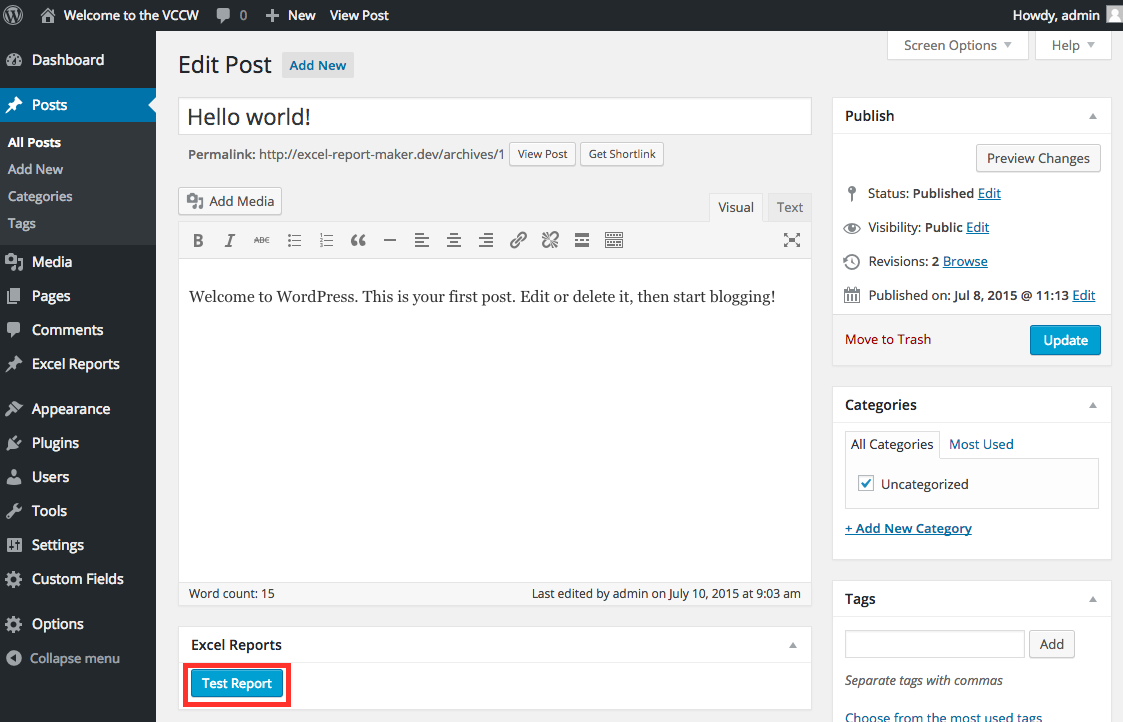 Welcome to the VCCW 0 New View Post Howdy, admin
Dashboard
Posts
All Posts
Add New
Categories
Tags
Media
Pages
Comments
Excel Reports
Appearance
Plugins
Users
Tools
Settings
Custom Fields
Options
Collapse menu
Screen Options Help
Edit Post Add New
Hello world!
Permalink: http://excel-report-maker.dev/archives/1 View Post Get Shortlink
Add Media
Visual Text
B I ABC
Welcome to WordPress. This is your first post. Edit or delete it, then start blogging!
Word count: 15 Last edited by admin on July 10, 2015 at 9:03 am
Excel Reports
Test Report
Publish
Preview Changes
Status: Published Edit
Visibility: Public Edit
Revisions: 2 Browse
Published on: Jul 8, 2015 @ 11:13 Edit
Move to Trash Update
Categories
All Categories Most Used
Uncategorized
+ Add New Category
Tags
Add
Separate tags with commas
Choose from the most used tags